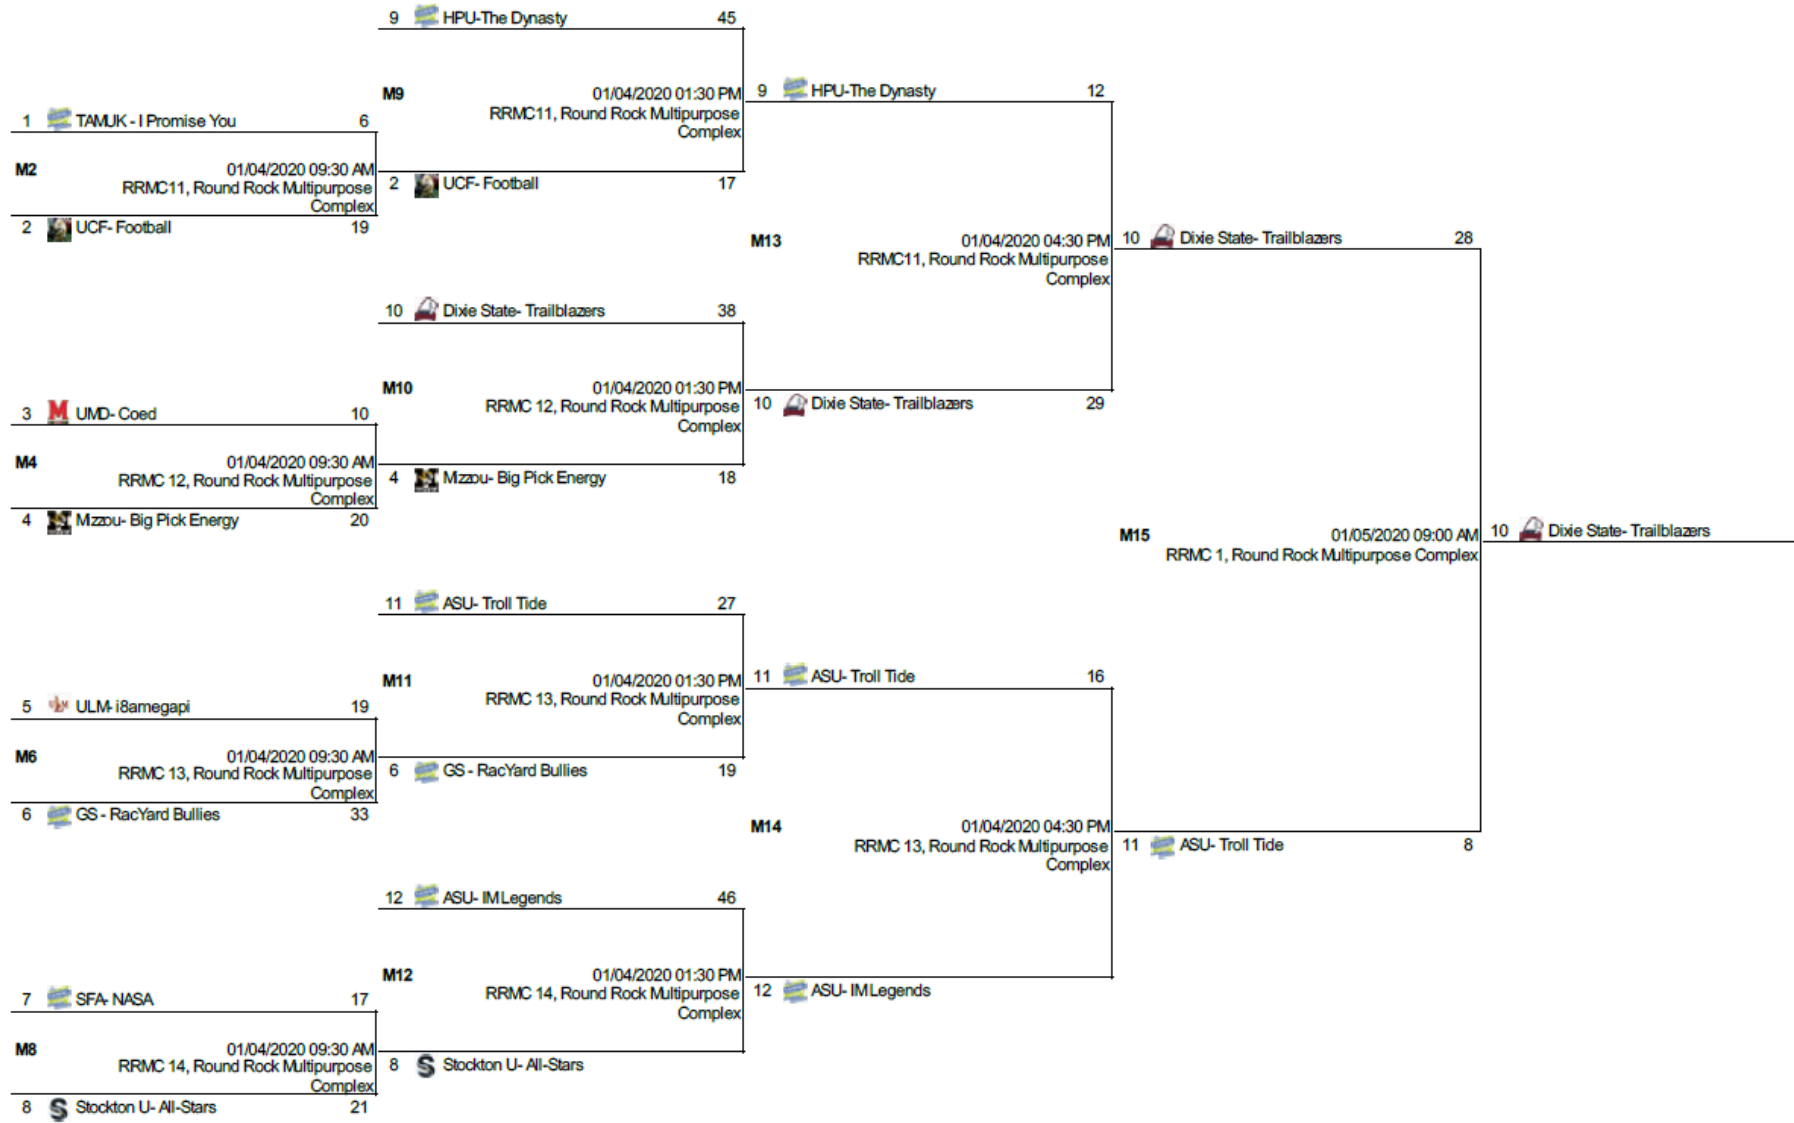 9 HPU-The Dynasty 45
M9 01/04/2020 01:30 PM
RRMC11, Round Rock Multipurpose
Complex
9 HPU-The Dynasty 12
1 TAMUK - I Promise You 6
M2 01/04/2020 09:30 AM
RRMC11, Round Rock Multipurpose
Complex
2 UCF- Football 17
2 UCF- Football 19
M13 01/04/2020 04:30 PM
RRMC11, Round Rock Multipurpose
Complex
10 Dixie State- Trailblazers 28
10 Dixie State- Trailblazers 38
M10 01/04/2020 01:30 PM
RRMC 12, Round Rock Multipurpose
Complex
10 Dixie State- Trailblazers 29
3 M UMD- Coed 10
M4 01/04/2020 09:30 AM
RRMC 12, Round Rock Multipurpose
Complex
4 Mizzou- Big Pick Energy 18
4 Mizzou- Big Pick Energy 20
M15 01/05/2020 09:00 AM
RRMC 1, Round Rock Multipurpose Complex
10 Dixie State- Trailblazers
11 ASU- Troll Tide 27
M11 01/04/2020 01:30 PM
RRMC 13, Round Rock Multipurpose
Complex
11 ASU- Troll Tide 16
5 ULM- i8amegapi 19
M6 01/04/2020 09:30 AM
RRMC 13, Round Rock Multipurpose
Complex
6 GS - RacYard Bullies 19
6 GS - RacYard Bullies 33
M14 01/04/2020 04:30 PM
RRMC 13, Round Rock Multipurpose
Complex
11 ASU- Troll Tide 8
12 ASU- IM Legends 46
M12 01/04/2020 01:30 PM
RRMC 14, Round Rock Multipurpose
Complex
12 ASU- IM Legends
7 SFA- NASA 17
M8 01/04/2020 09:30 AM
RRMC 14, Round Rock Multipurpose
Complex
8 S Stockton U- All-Stars
8 S Stockton U- All-Stars 21